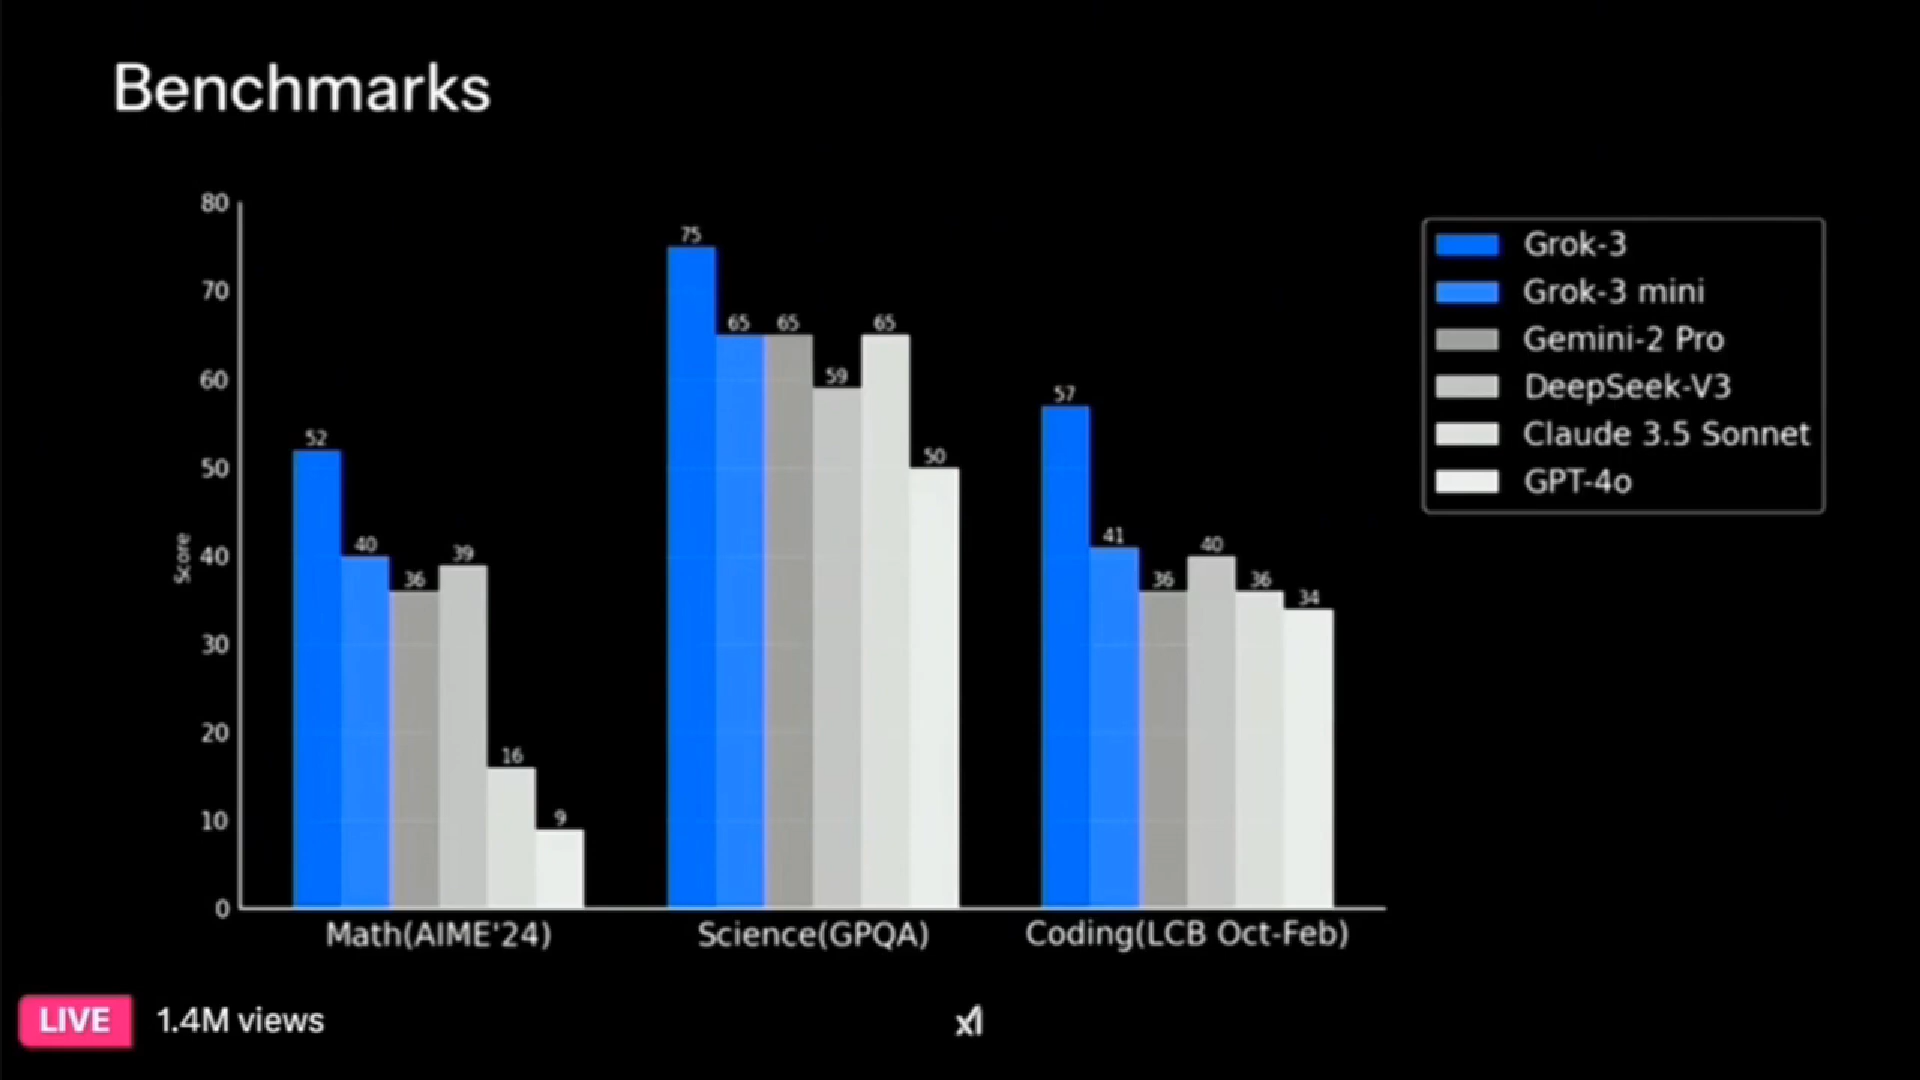 Benchmarks
80
70
60
50
40
30
20
10
0
Score
52
40
36
39
16
9
75
65
65
59
65
50
57
41
36
40
36
34
Math(AIME'24)
Science(GPQA)
Coding(LCB Oct-Feb)
Grok-3
Grok-3 mini
Gemini-2 Pro
DeepSeek-V3
Claude 3.5 Sonnet
GPT-4o
LIVE
1.4M views
xI